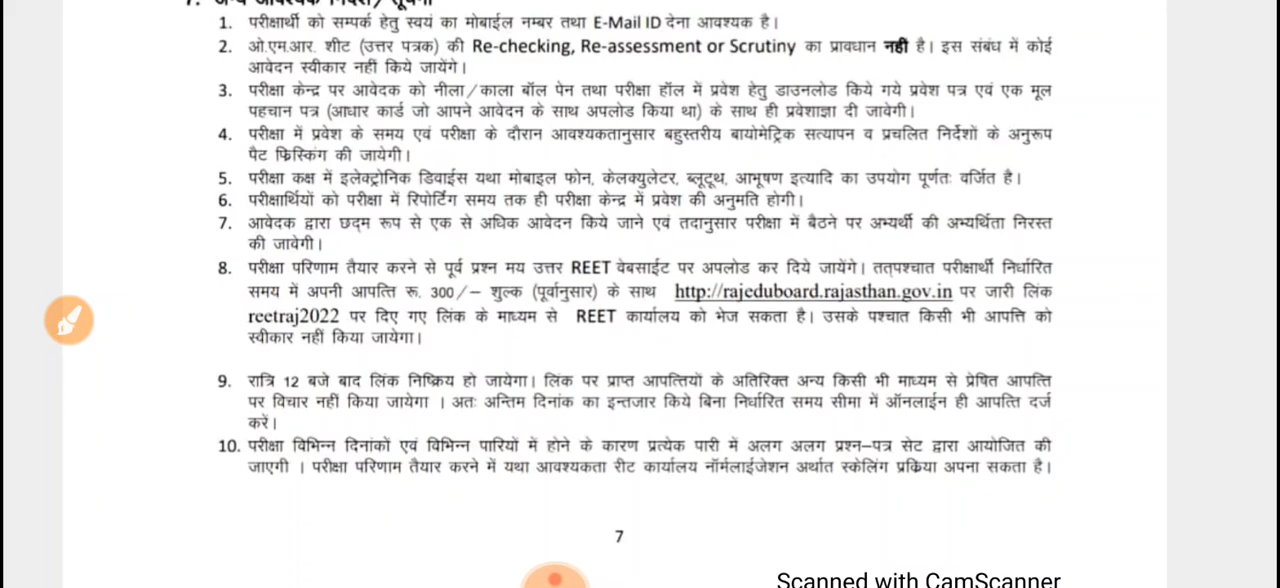 7. अन्य आवश्यक निर्देश/सूचना
1. परीक्षार्थी को सम्पर्क हेतु स्वयं का मोबाईल नम्बर तथा E-Mail ID देना आवश्यक है।
2. ओ.एम.आर. शीट (उत्तर पत्रक) की Re-checking, Re-assessment or Scrutiny का प्रावधान नही है। इस संबंध में कोई
आवेदन स्वीकार नहीं किये जायेंगे।
3. परीक्षा केन्द्र पर आवेदक को नीला/काला बॉल पेन तथा परीक्षा हॉल में प्रवेश हेतु डाउनलोड किये गये प्रवेश पत्र एवं एक मूल
पहचान पत्र (आधार कार्ड जो आपने आवेदन के साथ अपलोड किया था) के साथ ही प्रवेशाज्ञा दी जावेगी।
4. परीक्षा में प्रवेश के समय एवं परीक्षा के दौरान आवश्यकतानुसार बहुस्तरीय बायोमेट्रिक सत्यापन व प्रचलित निर्देशों के अनुरूप
पैट फ्रिस्किंग की जायेगी।
5. परीक्षा कक्ष में इलेक्ट्रोनिक डिवाईस यथा मोबाइल फोन, केलक्युलेटर, ब्लूटूथ, आभूषण इत्यादि का उपयोग पूर्णतः वर्जित है।
6. परीक्षार्थियों को परीक्षा में रिपोर्टिंग समय तक ही परीक्षा केन्द्र में प्रवेश की अनुमति होगी।
7. आवेदक द्वारा छद्म रूप से एक से अधिक आवेदन किये जाने एवं तदानुसार परीक्षा में बैठने पर अभ्यर्थी की अभ्यर्थिता निरस्त
की जावेगी।
8. परीक्षा परिणाम तैयार करने से पूर्व प्रश्न मय उत्तर REET वेबसाईट पर अपलोड कर दिये जायेंगे। तत्पश्चात परीक्षार्थी निर्धारित
समय में अपनी आपत्ति रू. 300/– शुल्क (पूर्वानुसार) के साथ http://rajeduboard.rajasthan.gov.in पर जारी लिंक
reetraj2022 पर दिए गए लिंक के माध्यम से REET कार्यालय को भेज सकता है। उसके पश्चात किसी भी आपत्ति को
स्वीकार नहीं किया जायेगा।
9. रात्रि 12 बजे बाद लिंक निष्क्रिय हो जायेगा। लिंक पर प्राप्त आपत्तियों के अतिरिक्त अन्य किसी भी माध्यम से प्रेषित आपत्ति
पर विचार नहीं किया जायेगा । अतः अन्तिम दिनांक का इन्तजार किये बिना निर्धारित समय सीमा में ऑनलाईन ही आपत्ति दर्ज
करें।
10. परीक्षा विभिन्न दिनांकों एवं विभिन्न पारियों में होने के कारण प्रत्येक पारी में अलग अलग प्रश्न–पत्र सेट द्वारा आयोजित की
जाएगी । परीक्षा परिणाम तैयार करने में यथा आवश्यकता रीट कार्यालय नॉर्मलाईजेशन अर्थात स्केलिंग प्रक्रिया अपना सकता है।
7
Scanned with CamScanner